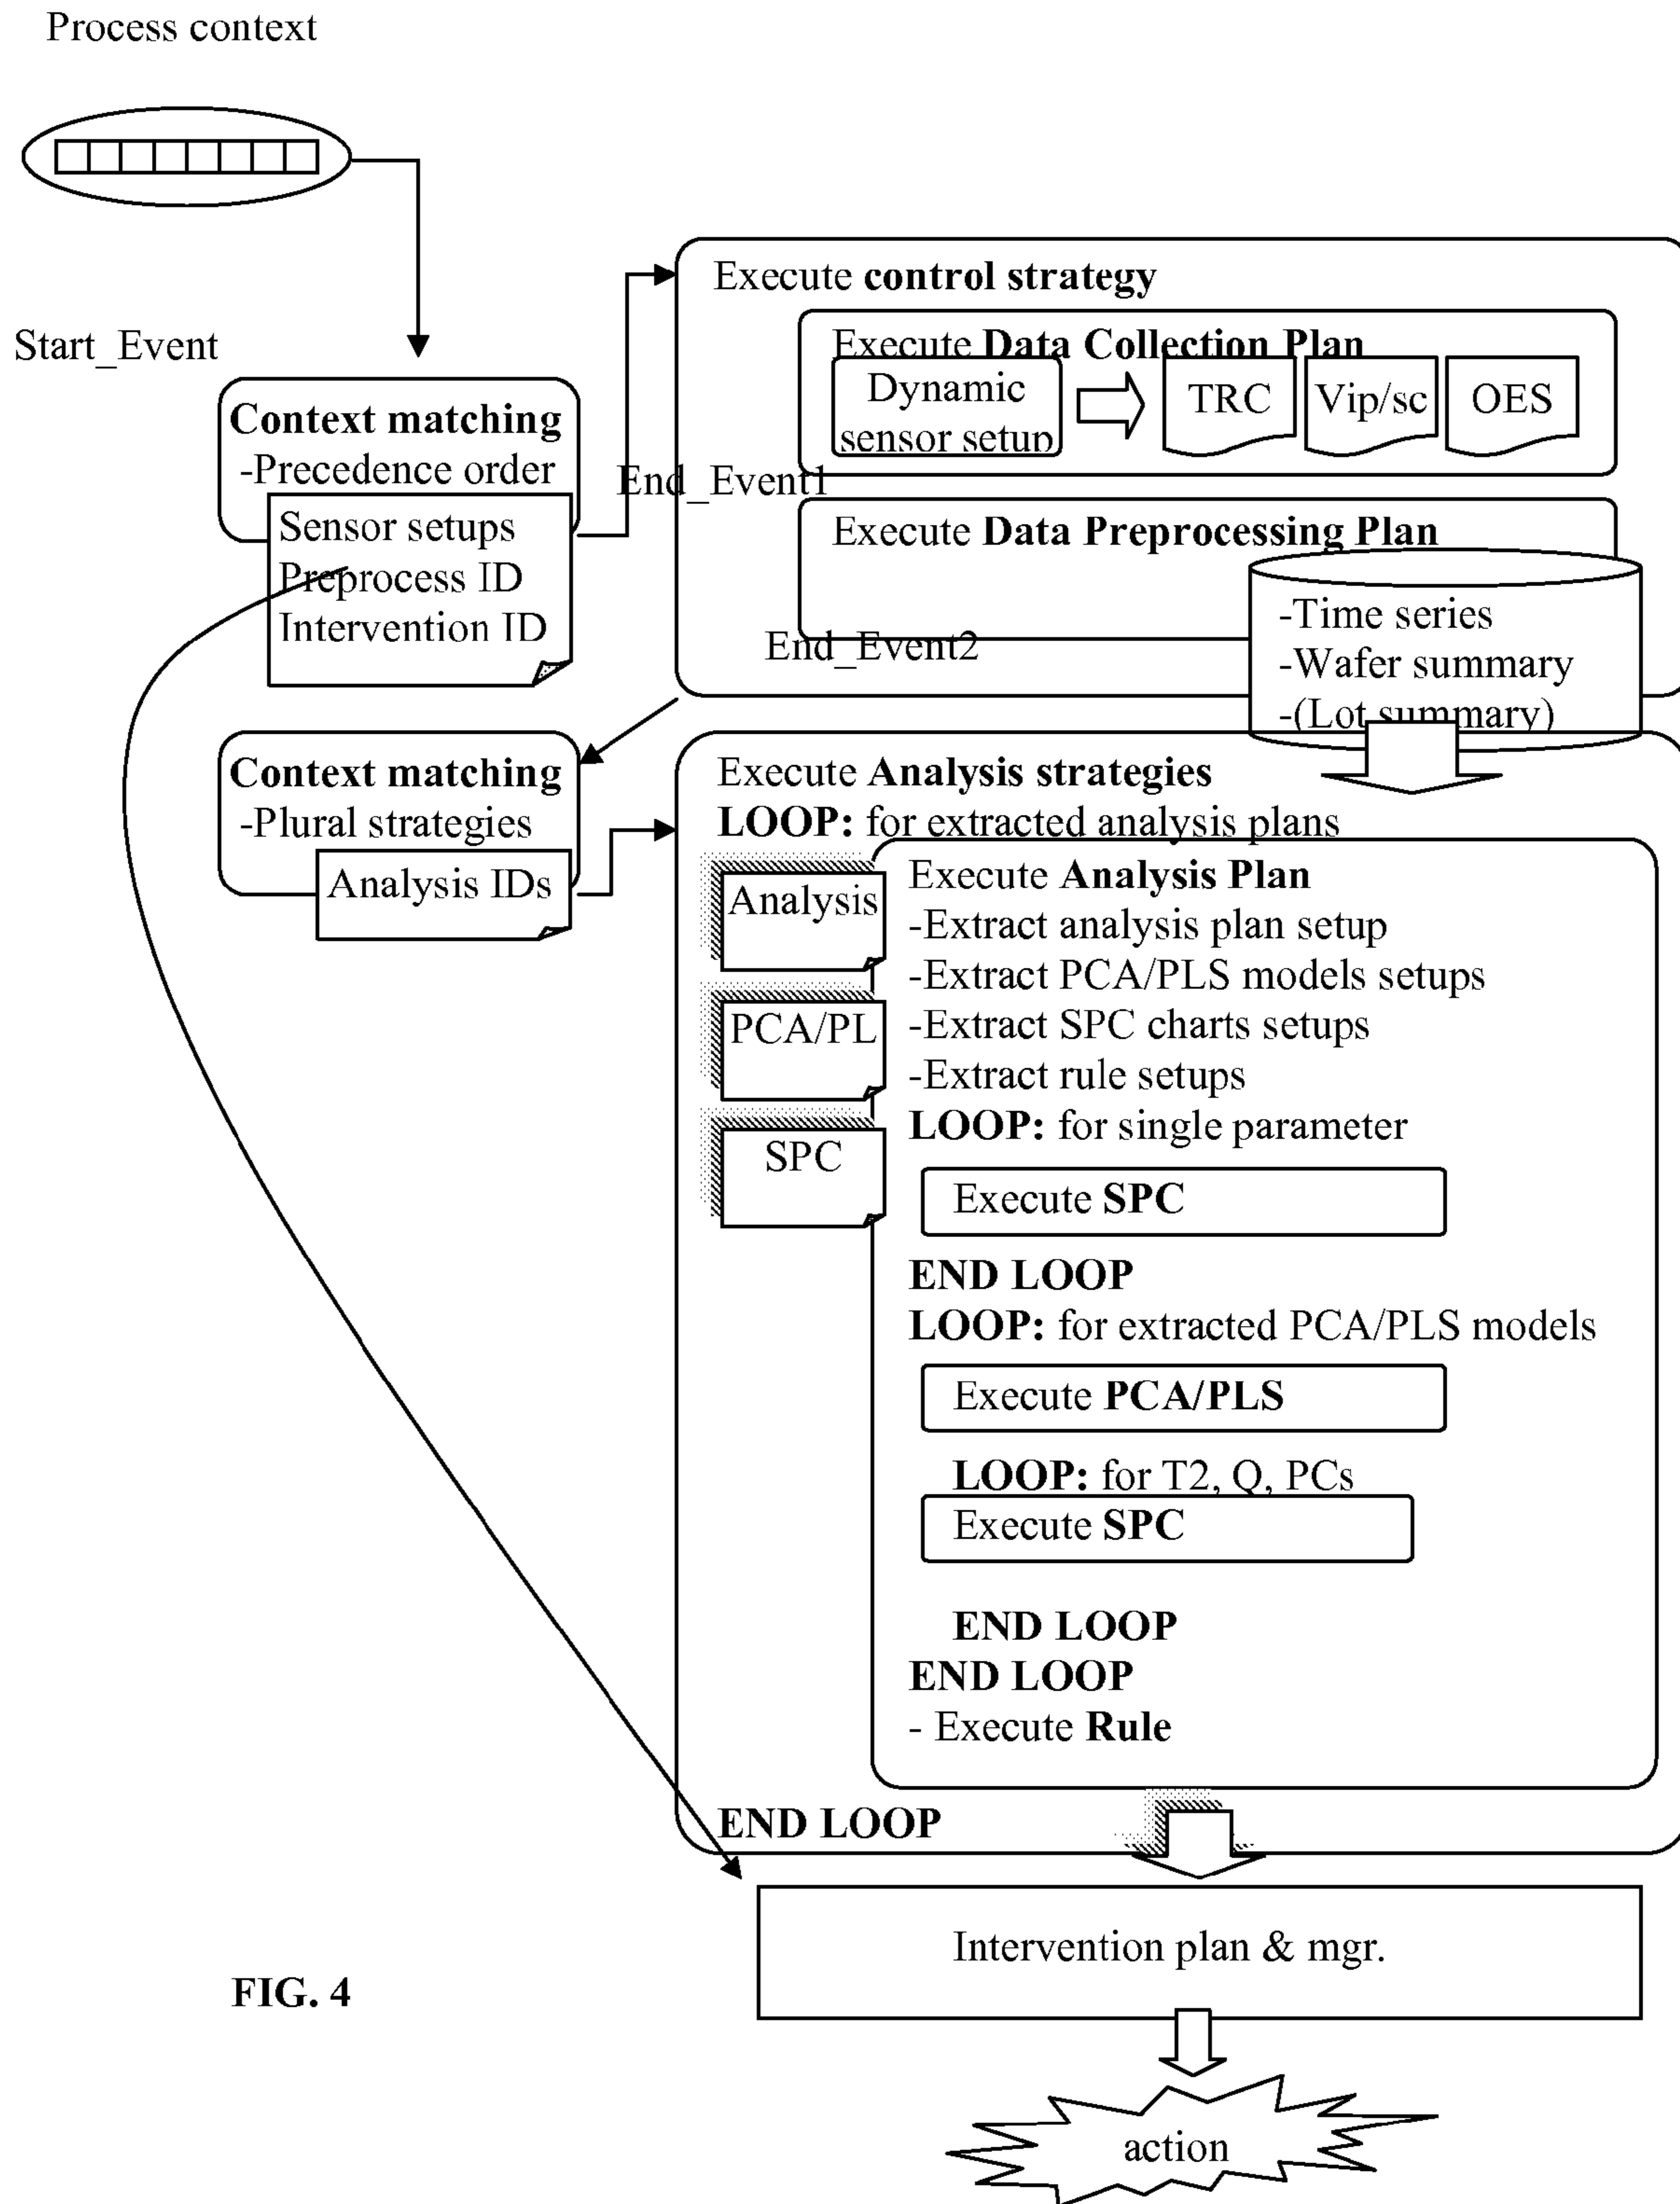 Process context
Start_Event
Context matching
-Precedence order
Sensor setups
Preprocess ID
Intervention ID
Execute control strategy
Execute Data Collection Plan
Dynamic
sensor setup
TRC
Vip/sc
OES
End_Event1
Execute Data Preprocessing Plan
-Time series
-Wafer summary
-(Lot summary)
End_Event2
Context matching
-Plural strategies
Analysis IDs
Execute Analysis strategies
LOOP: for extracted analysis plans
Analysis
PCA/PL
SPC
Execute Analysis Plan
-Extract analysis plan setup
-Extract PCA/PLS models setups
-Extract SPC charts setups
-Extract rule setups
LOOP: for single parameter
Execute SPC
END LOOP
LOOP: for extracted PCA/PLS models
Execute PCA/PLS
LOOP: for T2, Q, PCs
Execute SPC
END LOOP
END LOOP
- Execute Rule
END LOOP
Intervention plan & mgr.
action
FIG. 4